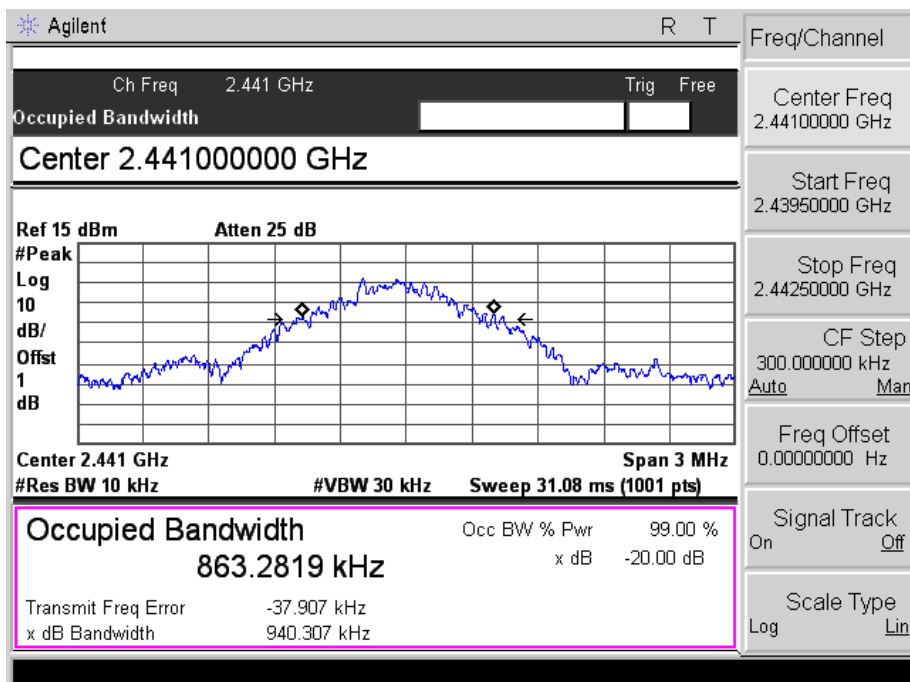 Agilent R T
Freq/Channel
Ch Freq 2.441 GHz Trig Free
Occupied Bandwidth
Center 2.441000000 GHz
Ref 15 dBm Atten 25 dB
#Peak
Log
10
dB/
Offst
1
dB
Center 2.441 GHz Span 3 MHz
#Res BW 10 kHz #VBW 30 kHz Sweep 31.08 ms (1001 pts)
Occupied Bandwidth
863.2819 kHz
Occ BW % Pwr 99.00 %
x dB -20.00 dB
Transmit Freq Error -37.907 kHz
x dB Bandwidth 940.307 kHz
Center Freq
2.44100000 GHz
Start Freq
2.43950000 GHz
Stop Freq
2.44250000 GHz
CF Step
300.000000 kHz
Auto Man
Freq Offset
0.00000000 Hz
Signal Track
On Off
Scale Type
Log Lin